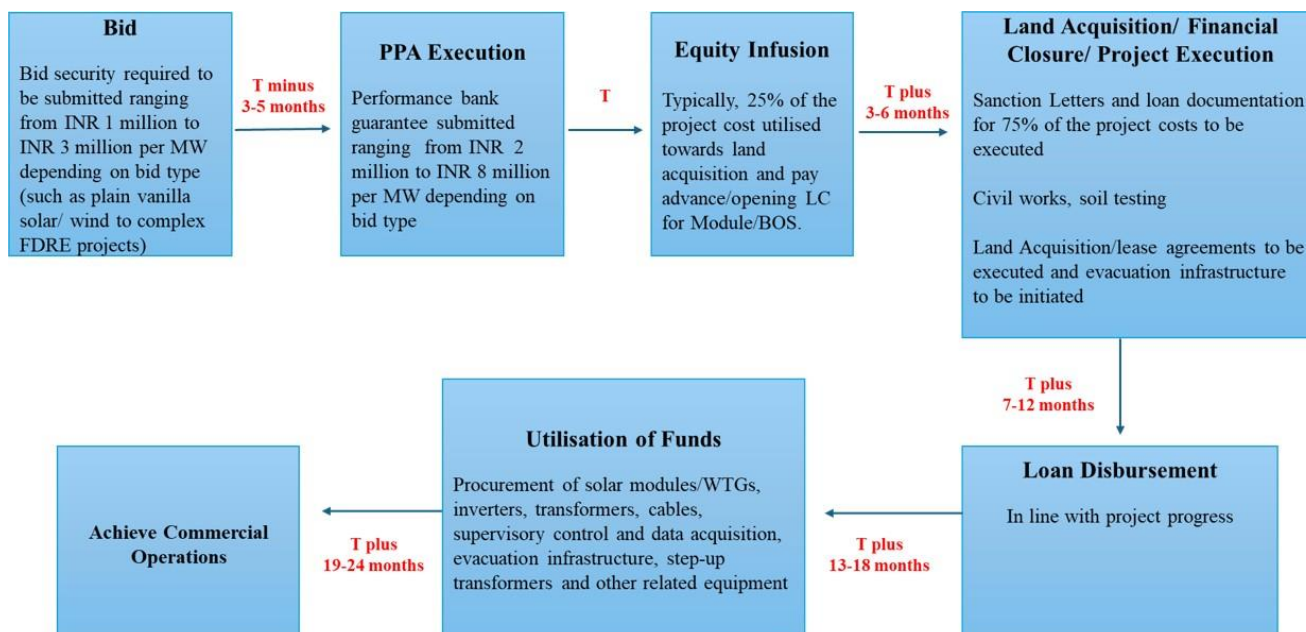 Bid
Bid security required to
be submitted ranging
from INR 1 million to
INR 3 million per MW
depending on bid type
(such as plain vanilla
solar/ wind to complex
FDRE projects)
T minus
3-5 months
PPA Execution
Performance bank
guarantee submitted
ranging from INR 2
million to INR 8 million
per MW depending on
bid type
T
Equity Infusion
Typically, 25% of the
project cost utilised
towards land
acquisition and pay
advance/opening LC
for Module/BOS.
T plus
3-6 months
Land Acquisition/ Financial
Closure/ Project Execution
Sanction Letters and loan documentation
for 75% of the project costs to be
executed
Civil works, soil testing
Land Acquisition/lease agreements to be
executed and evacuation infrastructure
to be initiated
T plus
7-12 months
Loan Disbursement
In line with project progress
T plus
13-18 months
Utilisation of Funds
Procurement of solar modules/WTGs,
inverters, transformers, cables,
supervisory control and data acquisition,
evacuation infrastructure, step-up
transformers and other related equipment
T plus
19-24 months
Achieve Commercial
Operations